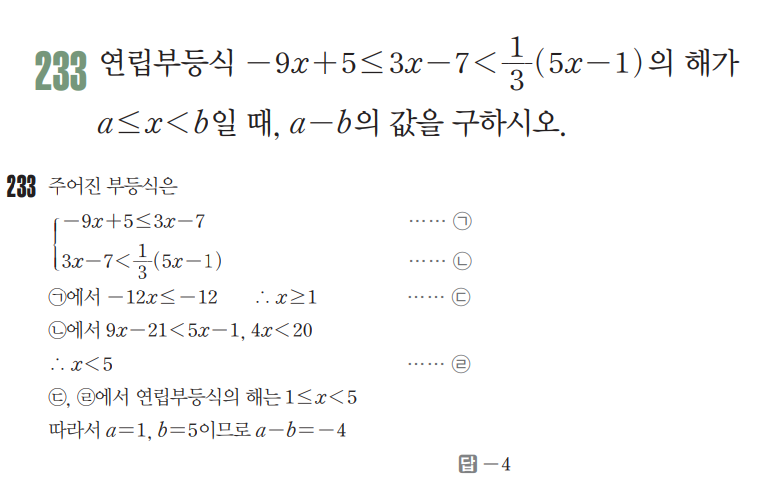 233 연립부등식 −9x+5≤3x−7<1/3(5x−1)의 해가
a≤x<b일 때, a−b의 값을 구하시오.
233 주어진 부등식은
−9x+5≤3x−7 …… ㉠
3x−7<1/3(5x−1) …… ㉡
㉠에서 −12x≤−12 ∴ x≥1 …… ㉢
㉡에서 9x−21<5x−1, 4x<20
∴ x<5 …… ㉣
㉢, ㉣에서 연립부등식의 해는 1≤x<5
따라서 a=1, b=5이므로 a−b=−4
답 −4